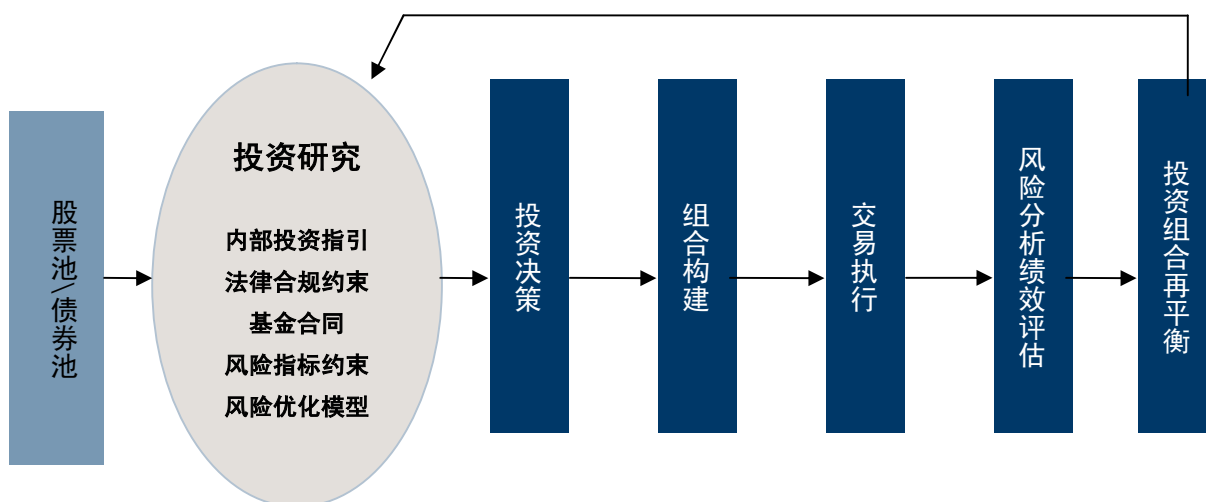 股票池\债券池
投资研究
内部投资指引
法律合规约束
基金合同
风险指标约束
风险优化模型
投资决策
组合构建
交易执行
风险分析绩效评估
投资组合再平衡